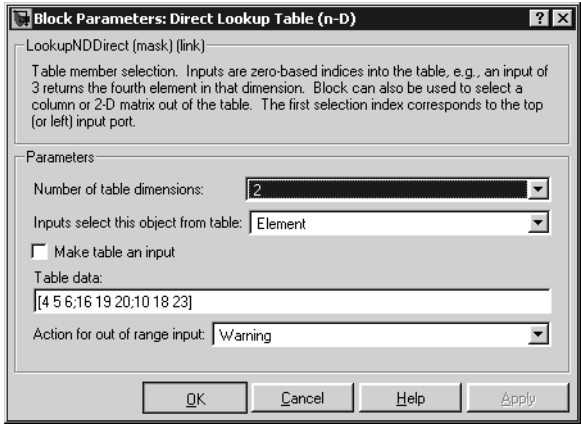 Block Parameters: Direct Lookup Table (n-D)
LookupNDDirect (mask) (link)
Table member selection. Inputs are zero-based indices into the table, e.g., an input of
3 returns the fourth element in that dimension. Block can also be used to select a
column or 2-D matrix out of the table. The first selection index corresponds to the top
(or left) input port.
Parameters
Number of table dimensions: 2
Inputs select this object from table: Element
Make table an input
Table data:
[4 5 6;16 19 20;10 18 23]
Action for out of range input: Warning
OK Cancel Help Apply